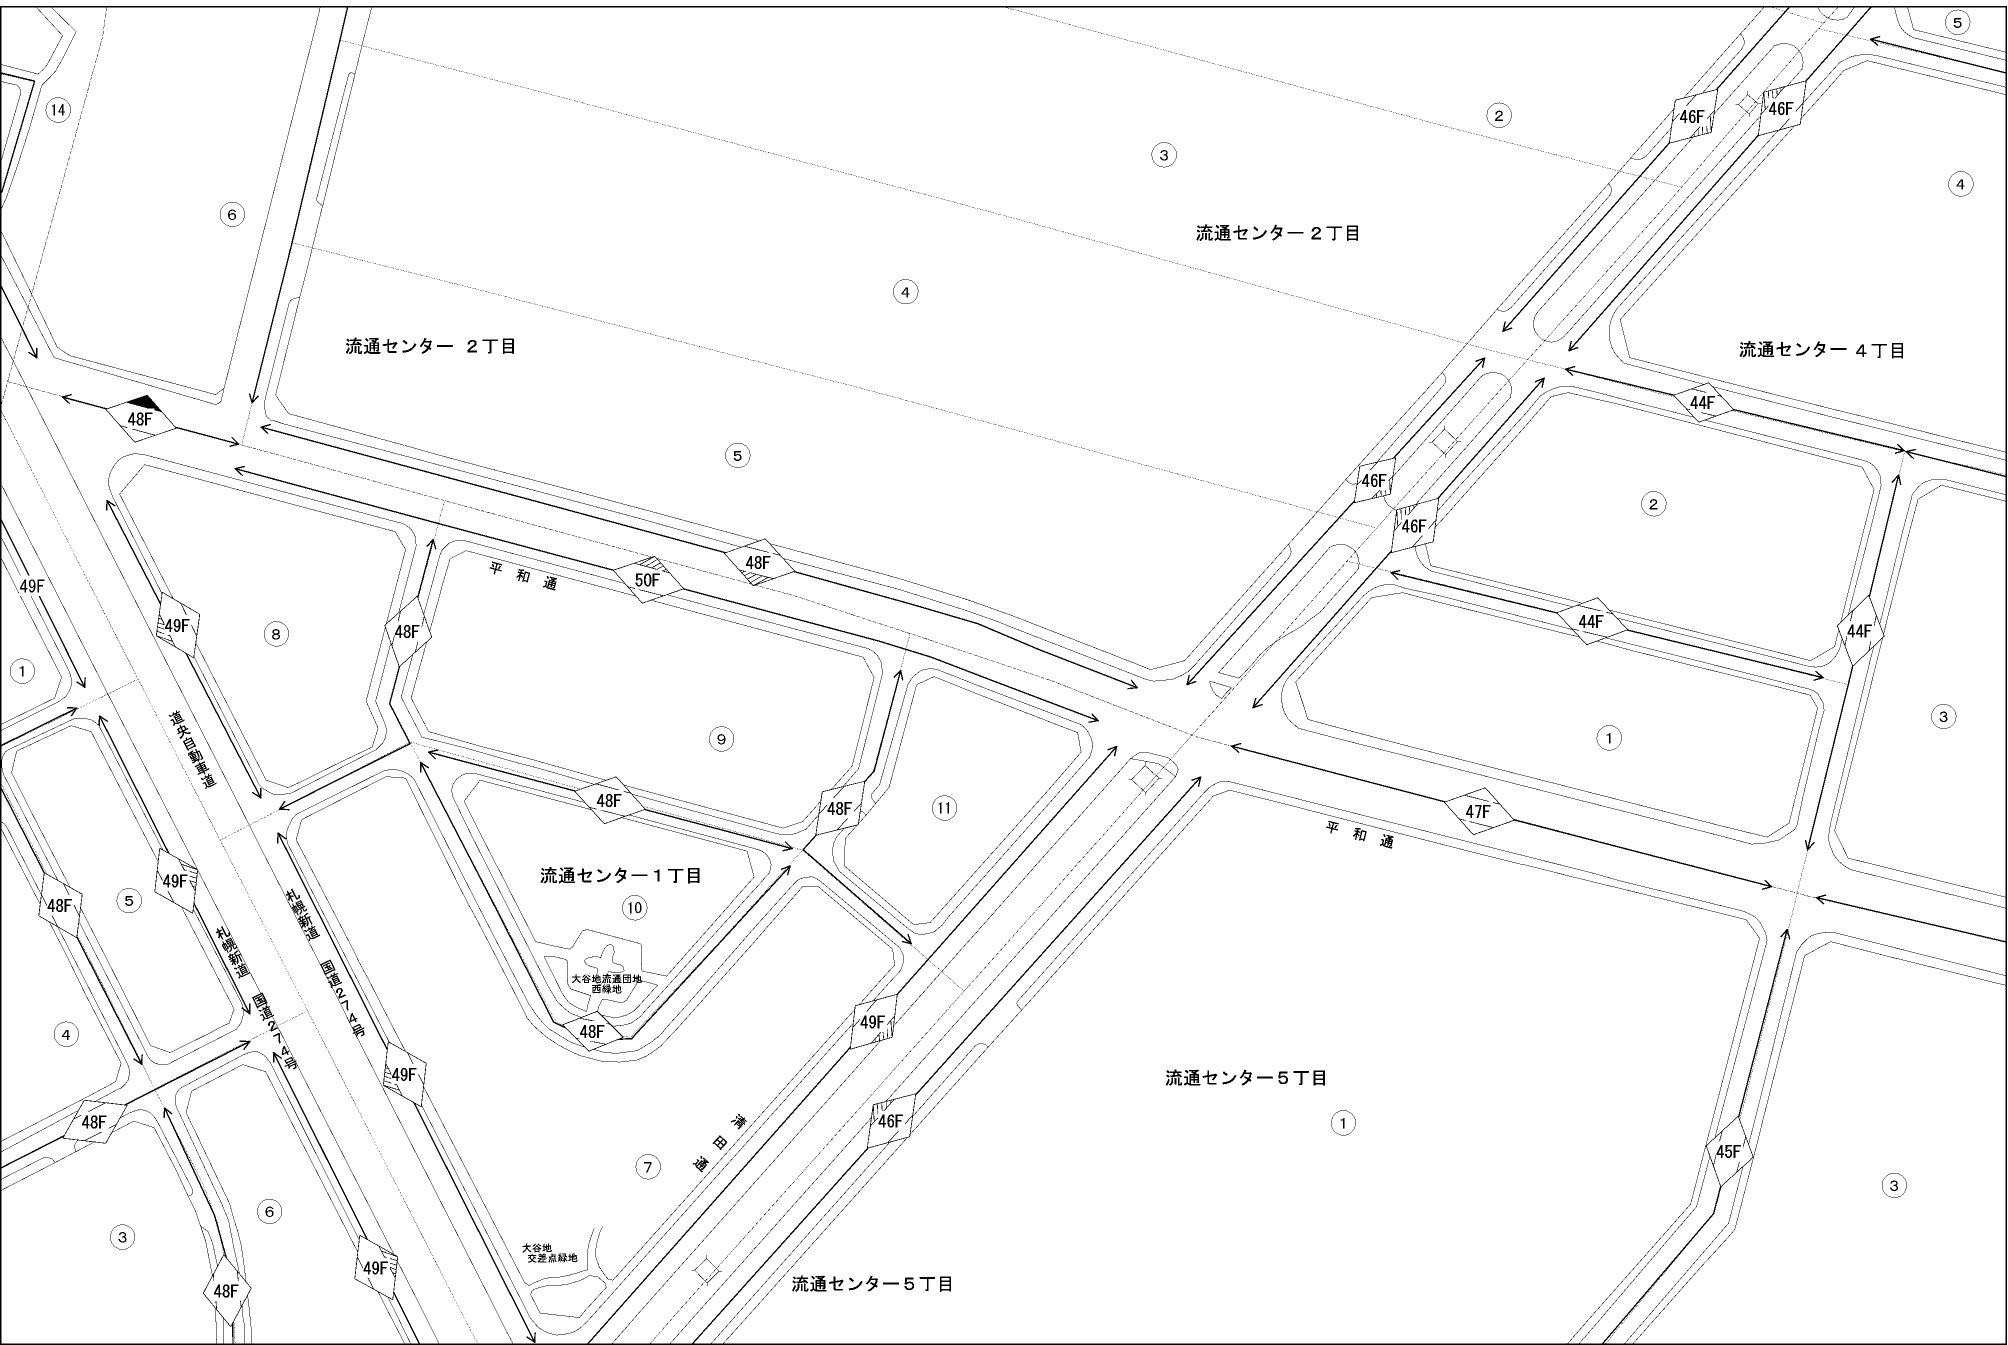 5
14
2
46F
46F
3
4
6
流通センター２丁目
4
流通センター ２丁目
流通センター ４丁目
44F
48F
5
46F
2
46F
48F
50F
平和通
49F
49F
8
48F
44F
44F
1
道央自動車道
9
3
1
48F
48F
11
47F
平和通
49F
流通センター１丁目
5
48F
10
札幌新道 国道２７４号
札幌新道 国道２７４号
大谷地流通団地
西緑地
49F
48F
4
49F
流通センター５丁目
48F
46F
1
清田通
45F
7
3
6
3
大谷地
交差点緑地
49F
48F
流通センター５丁目